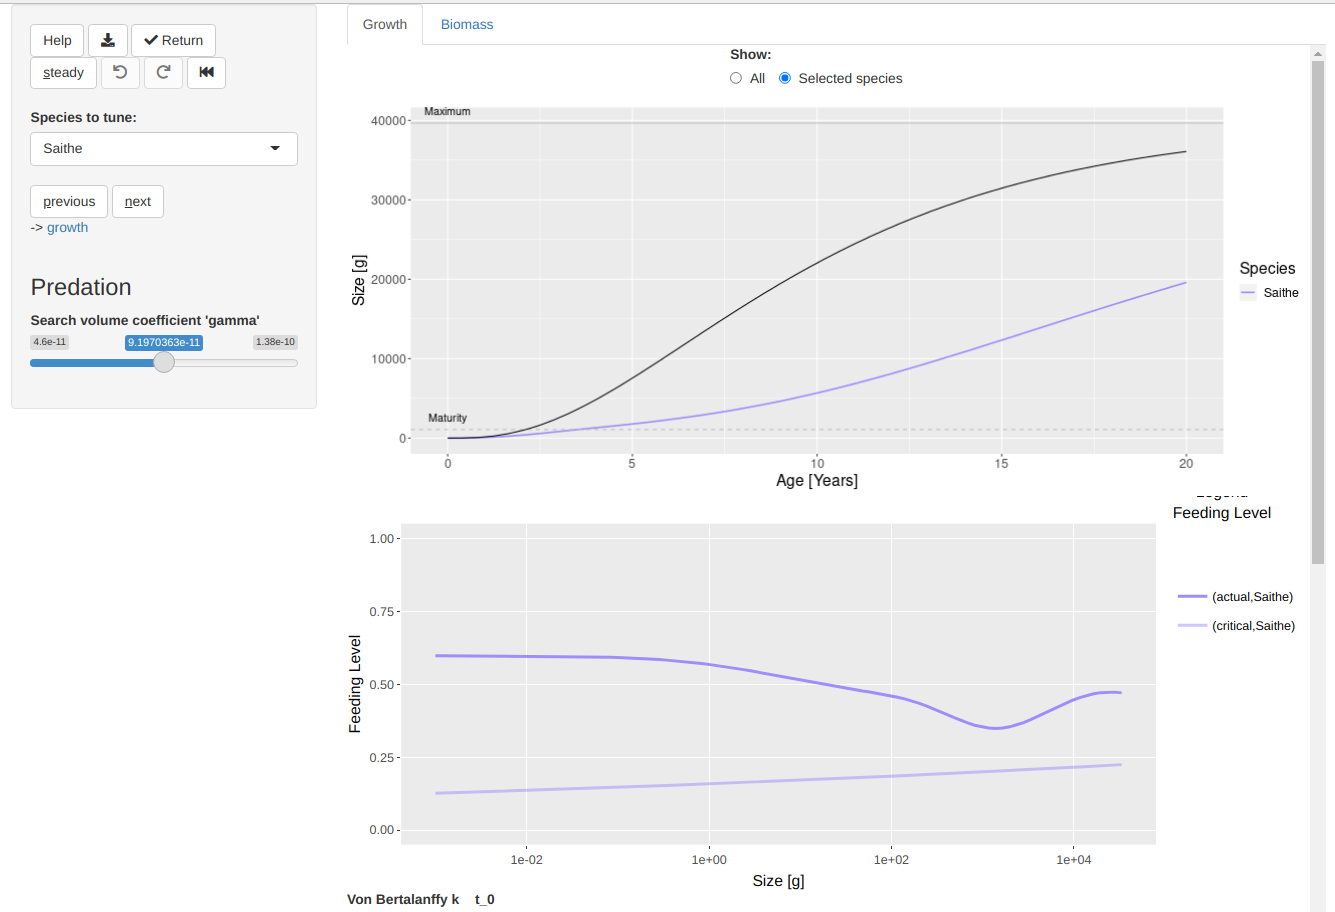 Help
Return
steady
Species to tune:
Saithe
previous
next
-> growth
Predation
Search volume coefficient 'gamma'
4.6e-11
9.1970363e-11
1.38e-10
Growth
Biomass
Show:
All
Selected species
Maximum
40000
30000
20000
10000
Maturity
0
Size [g]
0
5
10
15
20
Age [Years]
Species
Saithe
Feeding Level
1.00
0.75
0.50
0.25
0.00
Feeding Level
(actual,Saithe)
(critical,Saithe)
1e-02
1e+00
1e+02
1e+04
Size [g]
Von Bertalanffy k t_0